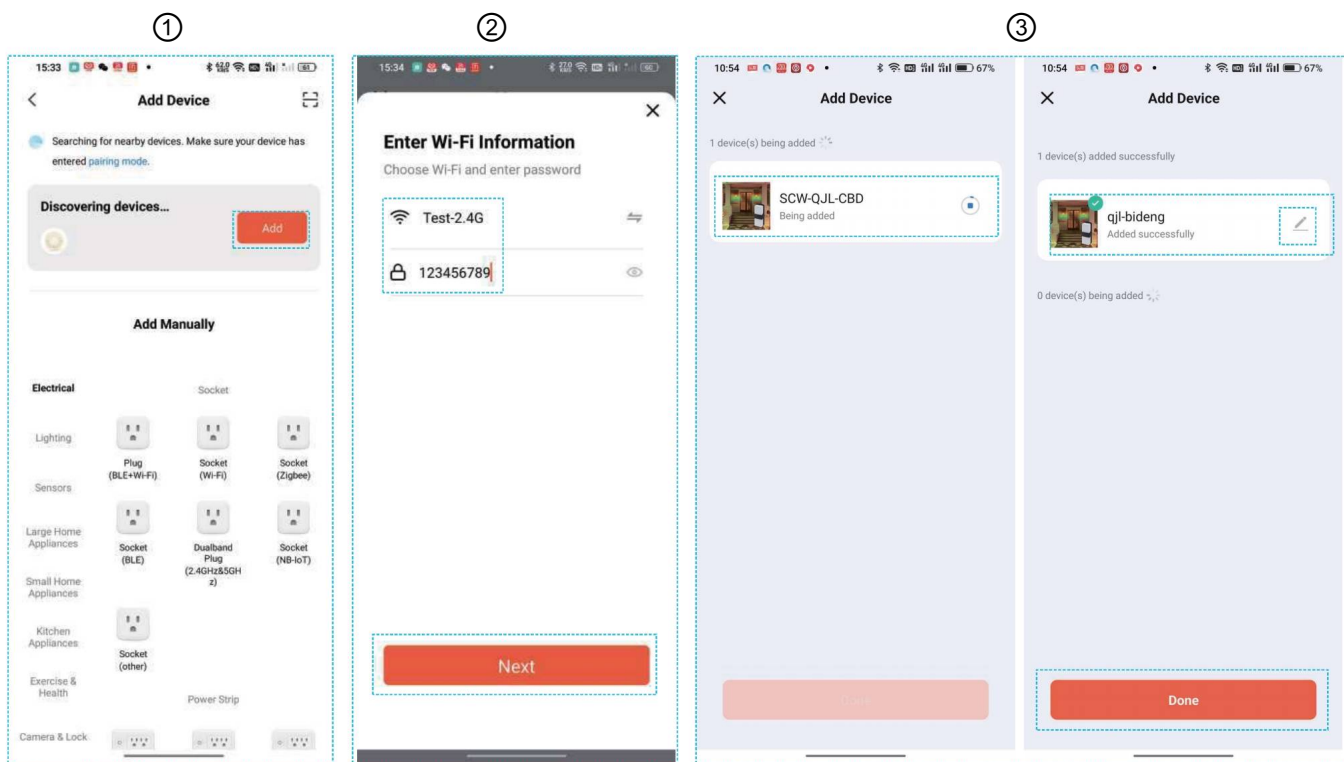 ①
②
③
15:33
Add Device
Searching for nearby devices. Make sure your device has
entered pairing mode.
Discovering devices...
Add
Add Manually
Electrical
Socket
Lighting
Sensors
Large Home
Appliances
Small Home
Appliances
Kitchen
Appliances
Exercise &
Health
Camera & Lock
Plug
(BLE+Wi-Fi)
Socket
(Wi-Fi)
Socket
(Zigbee)
Socket
(BLE)
Dualband
Plug
(2.4GHz&5GH
z)
Socket
(NB-IoT)
Socket
(other)
Power Strip
15:34
Enter Wi-Fi Information
Choose Wi-Fi and enter password
Test-2.4G
123456789
Next
10:54
67%
Add Device
1 device(s) being added
SCW-QJL-CBD
Being added
10:54
67%
Add Device
1 device(s) added successfully
qjl-bideng
Added successfully
0 device(s) being added
Done